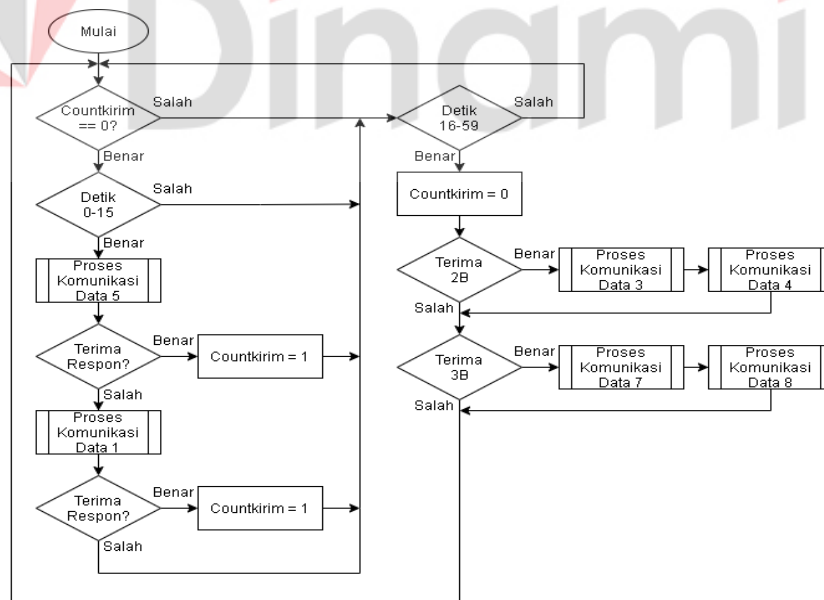 Dinami
Mulai
Countkirim
== 0?
Salah
Benar
Detik
0-15
Salah
Benar
Proses
Komunikasi
Data 5
Terima
Respon?
Benar
Countkirim = 1
Salah
Proses
Komunikasi
Data 1
Terima
Respon?
Benar
Countkirim = 1
Salah
Detik
16-59
Salah
Benar
Countkirim = 0
Terima
2B
Benar
Proses
Komunikasi
Data 3
Proses
Komunikasi
Data 4
Salah
Terima
3B
Benar
Proses
Komunikasi
Data 7
Proses
Komunikasi
Data 8
Salah